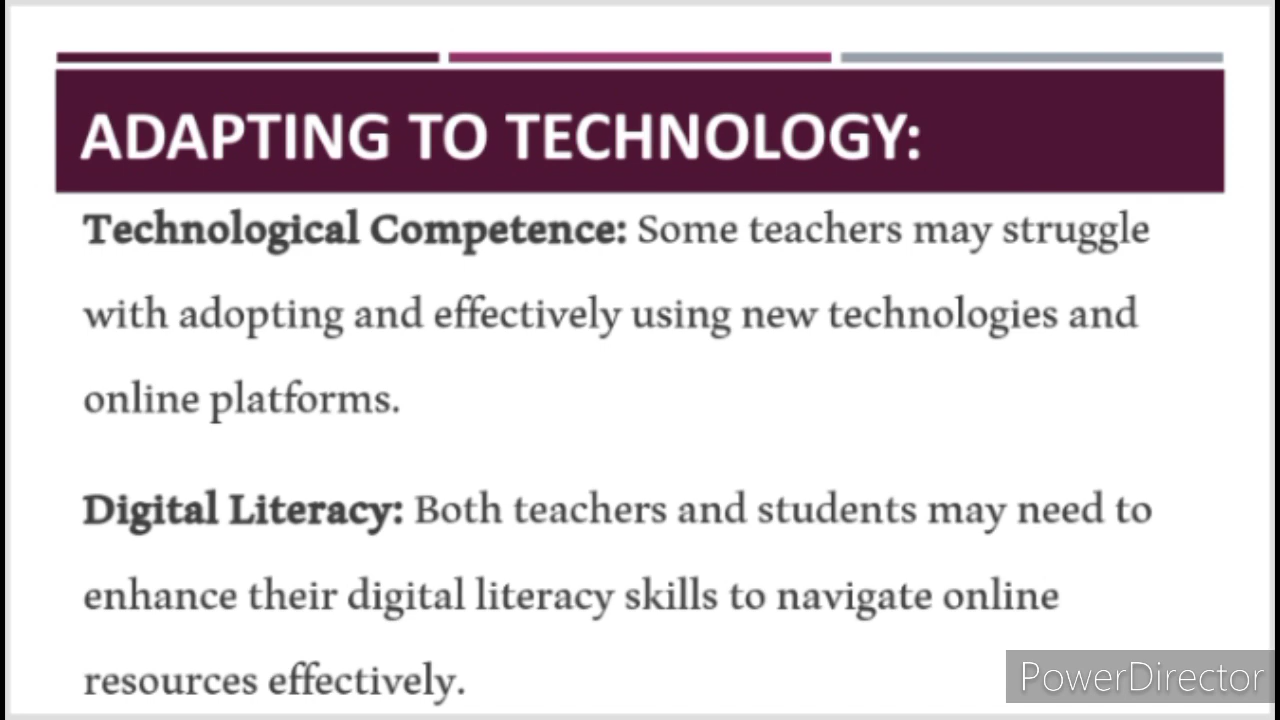 ADAPTING TO TECHNOLOGY:
Technological Competence: Some teachers may struggle
with adopting and effectively using new technologies and
online platforms.
Digital Literacy: Both teachers and students may need to
enhance their digital literacy skills to navigate online
resources effectively.
PowerDirector